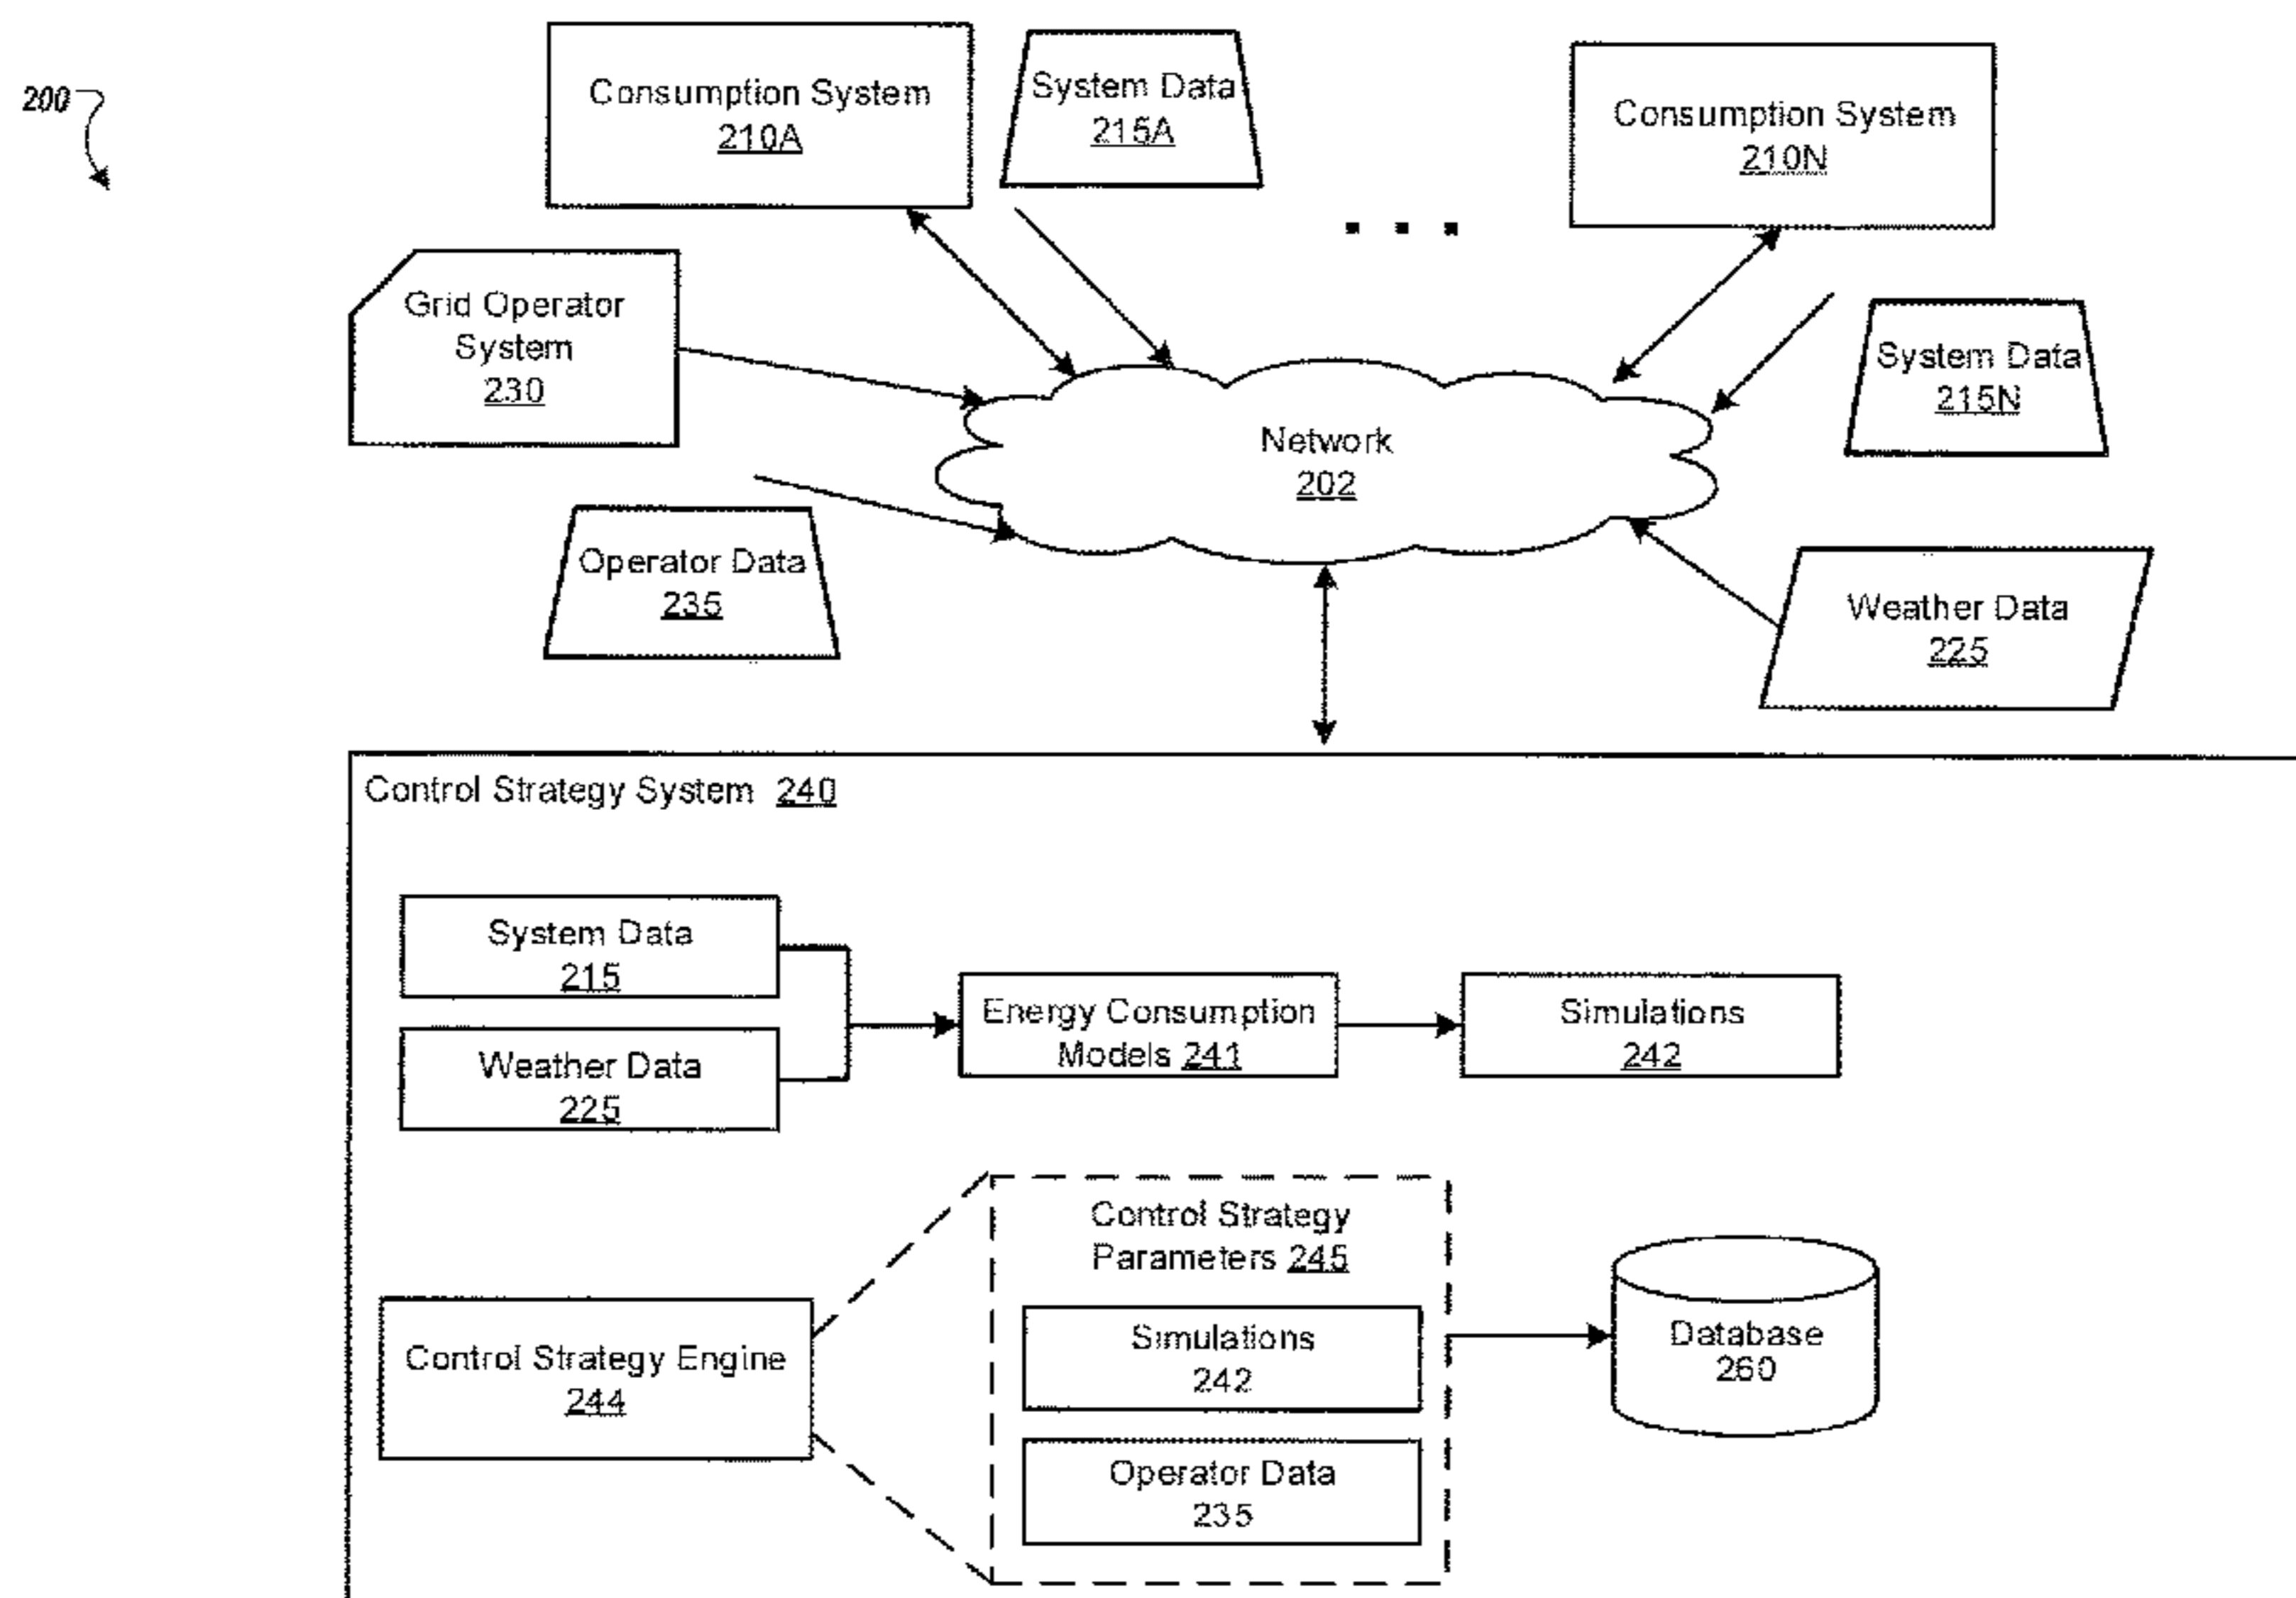 200
Consumption System
210A
System Data
215A
Consumption System
210N
Grid Operator
System
230
System Data
215N
Network
202
Operator Data
235
Weather Data
225
Control Strategy System 240
System Data
215
Weather Data
225
Energy Consumption
Models 241
Simulations
242
Control Strategy
Parameters 245
Control Strategy Engine
244
Simulations
242
Operator Data
235
Database
260